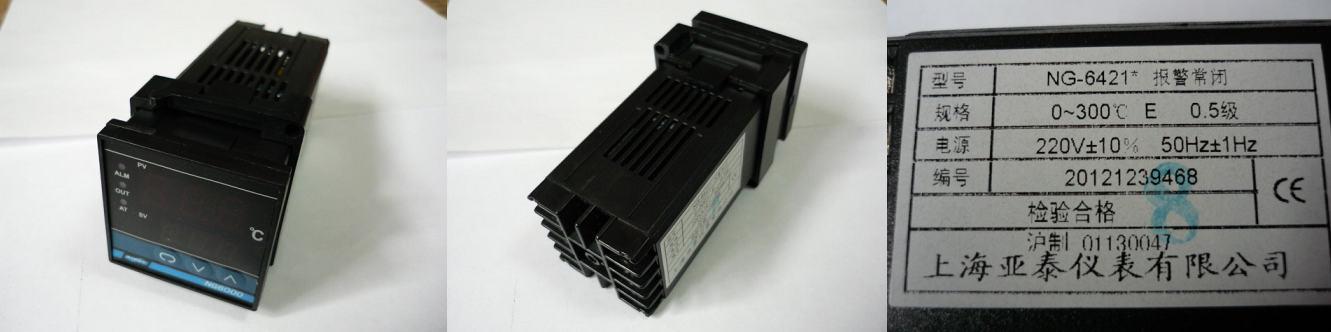 PV
ALM
OUT
AT
SV
℃
NG6000
型号 NG-6421* 报警常闭
规格 0~300℃ E 0.5级
电源 220V±10% 50Hz±1Hz
编号 20121239468
检验合格
CE
8
沪制 01130047
上海亚泰仪表有限公司